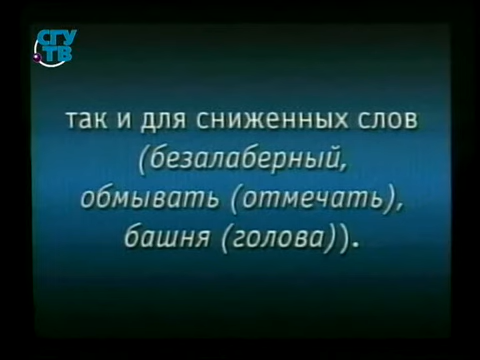 СГУ
ТВ
так и для сниженных слов
(безалаберный,
обмывать (отмечать),
башня (голова)).